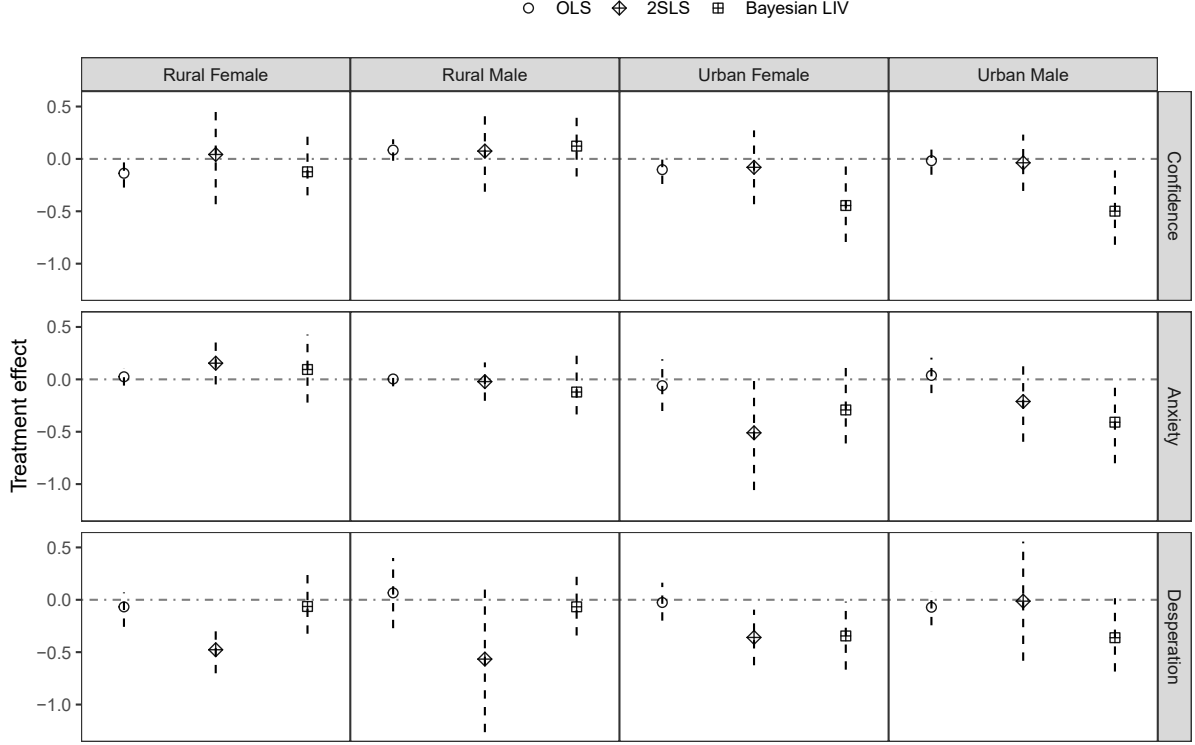 OLS 2SLS Bayesian LIV
Rural Female Rural Male Urban Female Urban Male
0.5
0.0
−0.5
−1.0
Confidence
0.5
0.0
−0.5
−1.0
Anxiety
0.5
0.0
−0.5
−1.0
Desperation
Treatment effect